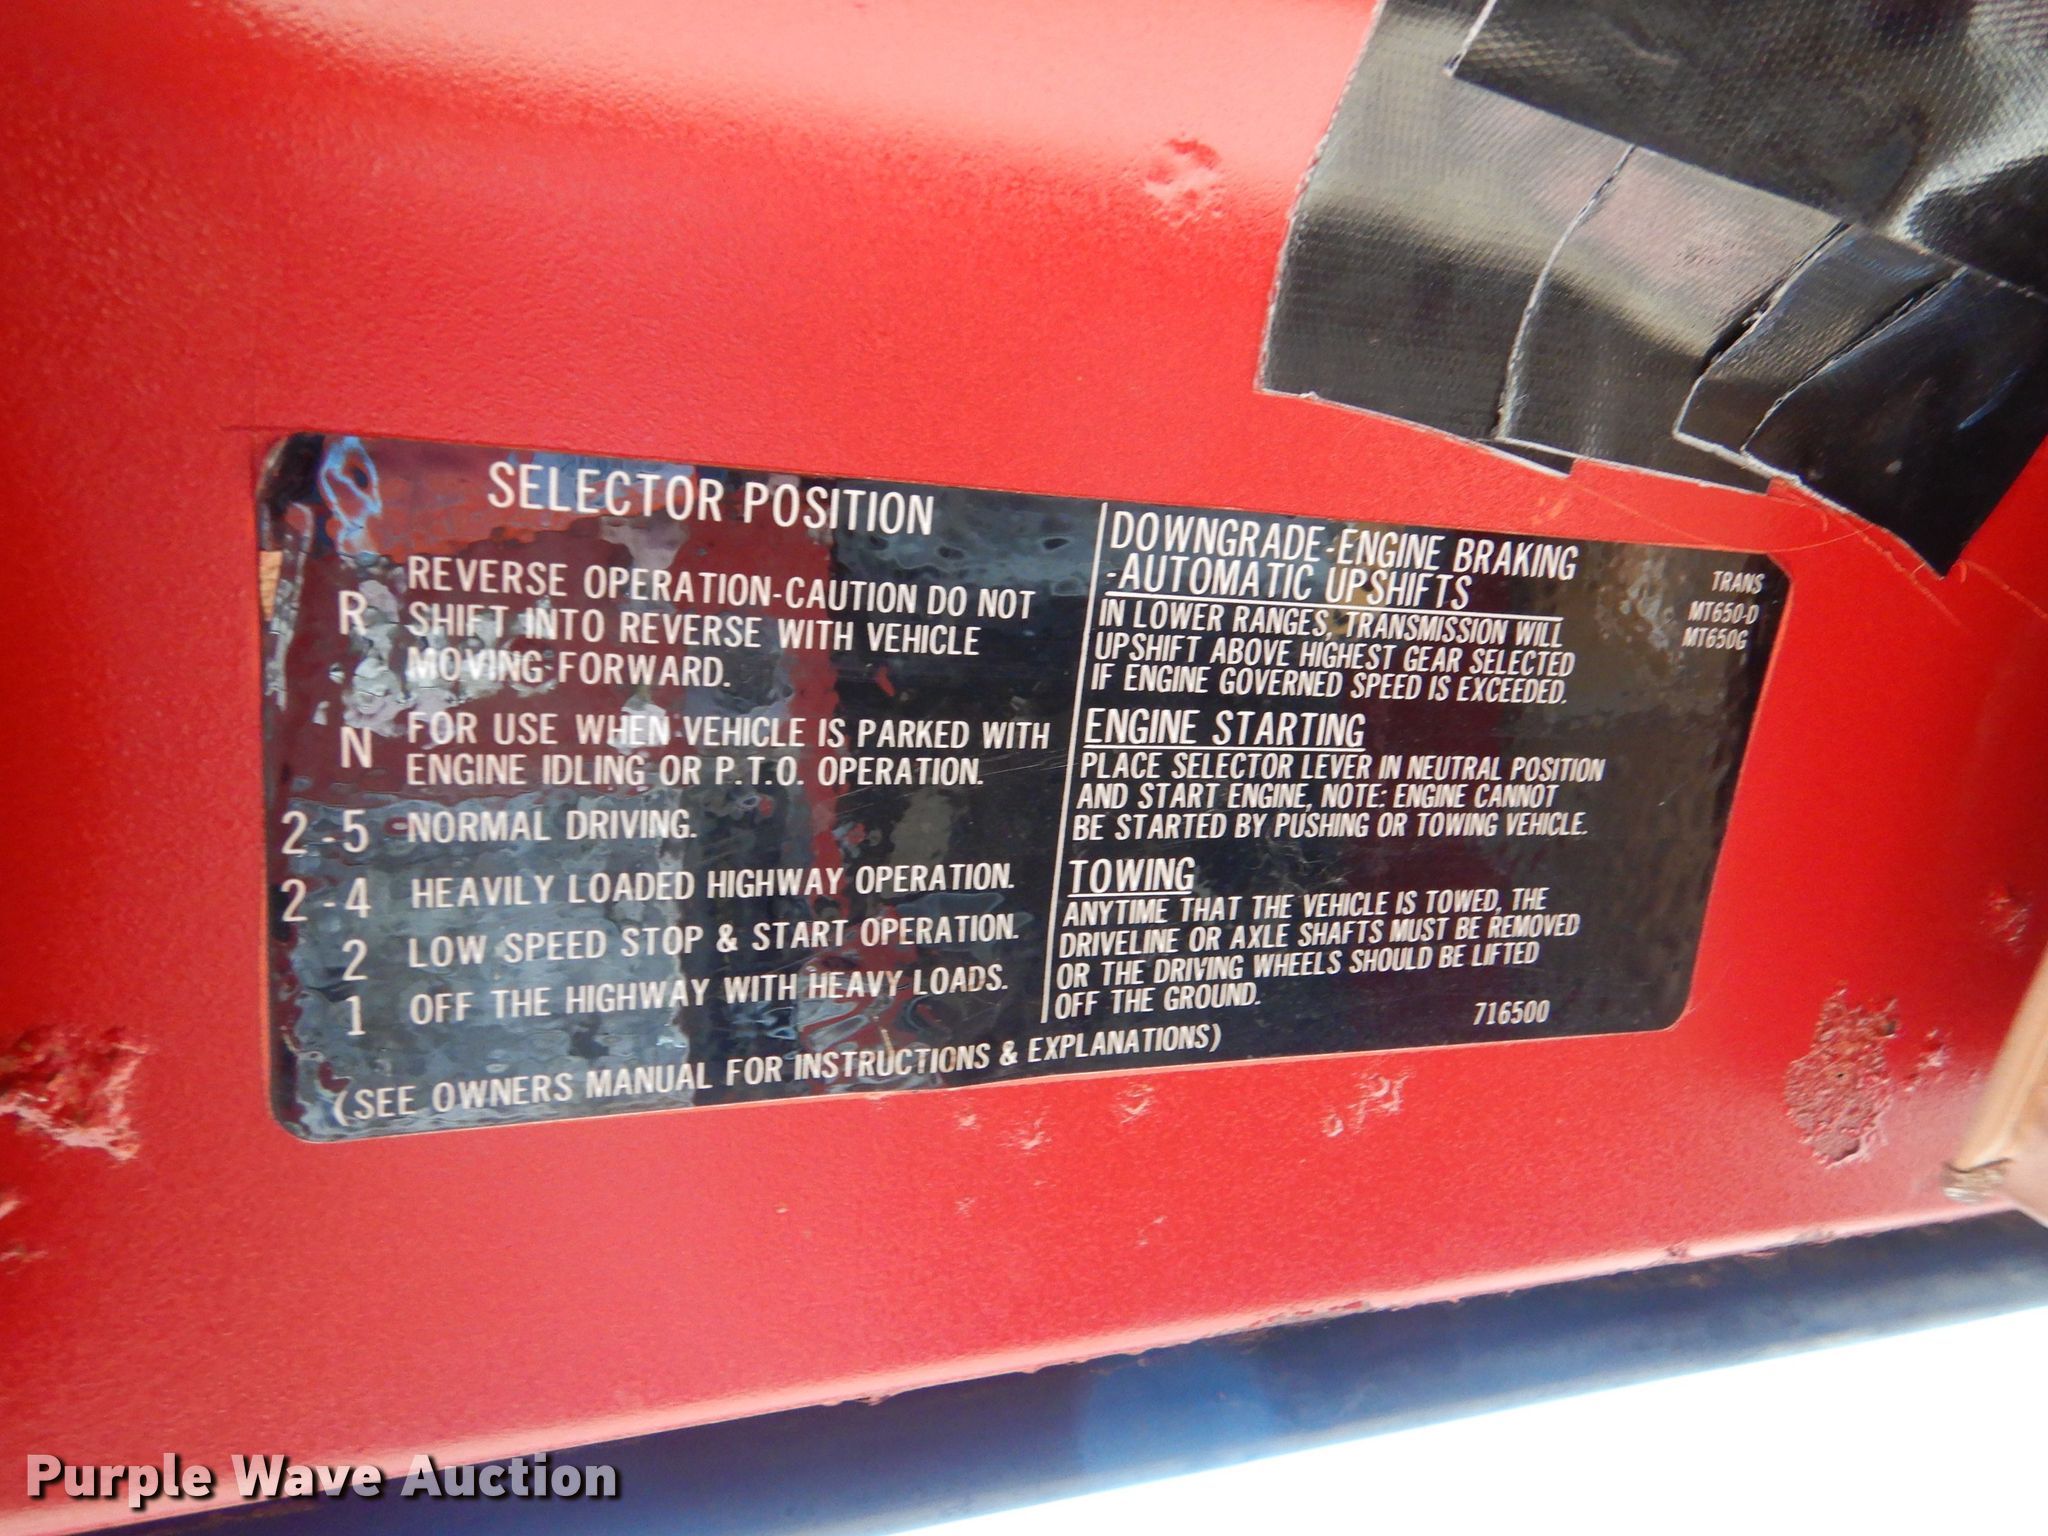 SELECTOR POSITION
R REVERSE OPERATION-CAUTION DO NOT
SHIFT INTO REVERSE WITH VEHICLE
MOVING FORWARD.
N FOR USE WHEN VEHICLE IS PARKED WITH
ENGINE IDLING OR P.T.O. OPERATION.
2-5 NORMAL DRIVING.
2-4 HEAVILY LOADED HIGHWAY OPERATION.
2 LOW SPEED STOP & START OPERATION.
1 OFF THE HIGHWAY WITH HEAVY LOADS.
DOWNGRADE-ENGINE BRAKING
-AUTOMATIC UPSHIFTS
IN LOWER RANGES, TRANSMISSION WILL
UPSHIFT ABOVE HIGHEST GEAR SELECTED
IF ENGINE GOVERNED SPEED IS EXCEEDED.
ENGINE STARTING
PLACE SELECTOR LEVER IN NEUTRAL POSITION
AND START ENGINE, NOTE: ENGINE CANNOT
BE STARTED BY PUSHING OR TOWING VEHICLE.
TOWING
ANYTIME THAT THE VEHICLE IS TOWED, THE
DRIVELINE OR AXLE SHAFTS MUST BE REMOVED
OR THE DRIVING WHEELS SHOULD BE LIFTED
OFF THE GROUND.
TRANS
MT650-D
MT650G
716500
(SEE OWNERS MANUAL FOR INSTRUCTIONS & EXPLANATIONS)
Purple Wave Auction